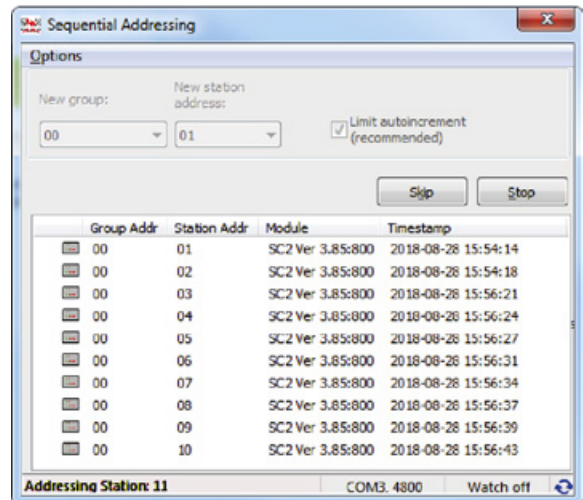 Sequential Addressing
Options
New group:
New station
address:
00
01
Limit autoincrement
(recommended)
Skip
Stop
Group Addr Station Addr Module Timestamp
00 01 SC2 Ver 3.85:800 2018-08-28 15:54:14
00 02 SC2 Ver 3.85:800 2018-08-28 15:54:18
00 03 SC2 Ver 3.85:800 2018-08-28 15:56:21
00 04 SC2 Ver 3.85:800 2018-08-28 15:56:24
00 05 SC2 Ver 3.85:800 2018-08-28 15:56:27
00 06 SC2 Ver 3.85:800 2018-08-28 15:56:31
00 07 SC2 Ver 3.85:800 2018-08-28 15:56:34
00 08 SC2 Ver 3.85:800 2018-08-28 15:56:37
00 09 SC2 Ver 3.85:800 2018-08-28 15:56:39
00 10 SC2 Ver 3.85:800 2018-08-28 15:56:43
Addressing Station: 11 COM3. 4800 Watch off